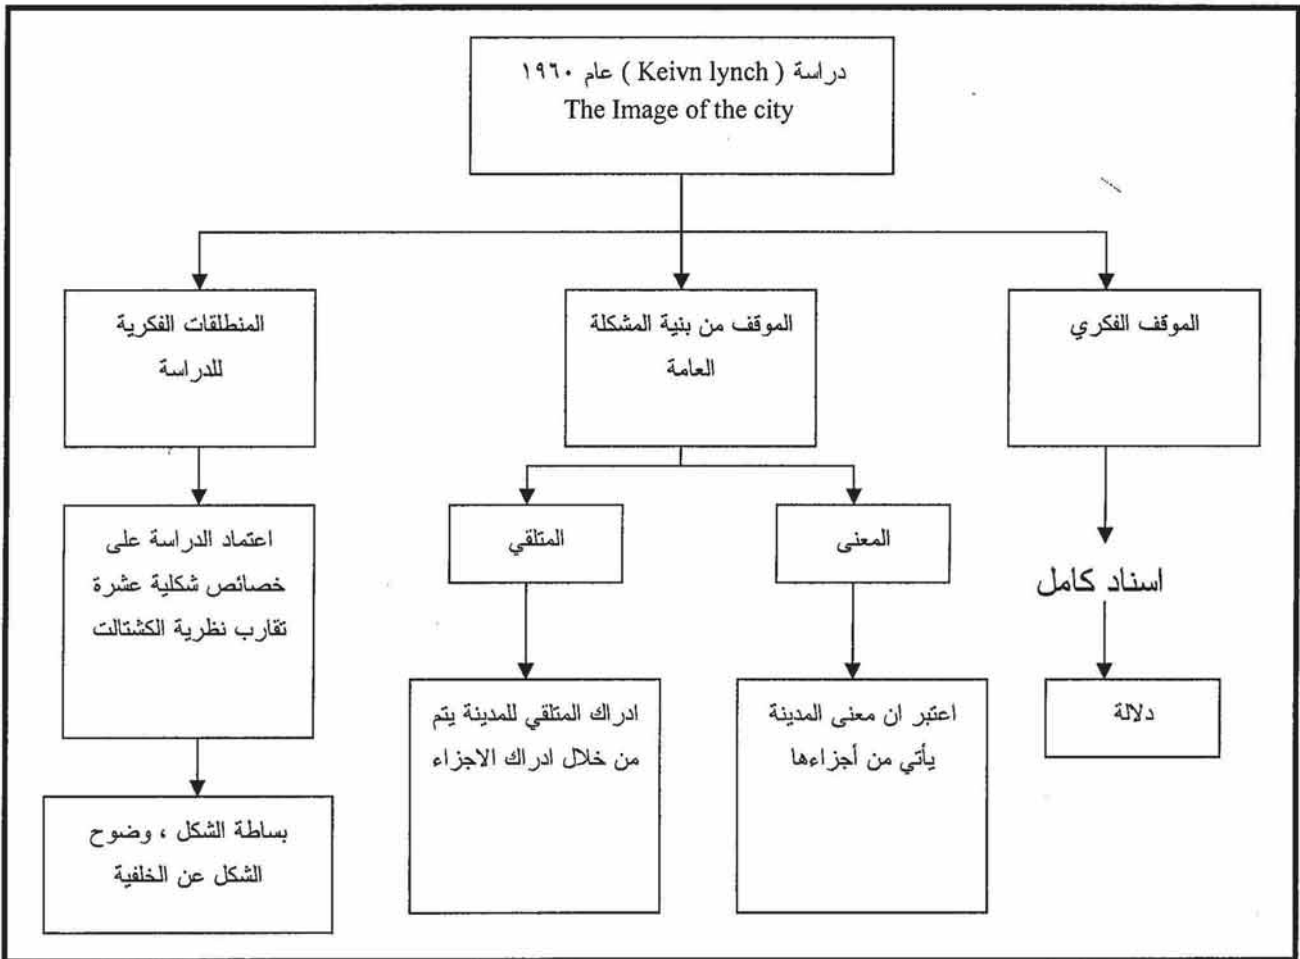 دراسة ( Keivn lynch ) عام ١٩٦٠
The Image of the city
الموقف الفكري
الموقف من بنية المشكلة
العامة
المنطلقات الفكرية
للدراسة
اسناد كامل
دلالة
المعنى
اعتبر ان معنى المدينة
يأتي من أجزاءها
المتلقي
ادراك المتلقي للمدينة يتم
من خلال ادراك الاجزاء
اعتماد الدراسة على
خصائص شكلية عشرة
تقارب نظرية الكشتالت
بساطة الشكل ، وضوح
الشكل عن الخلفية